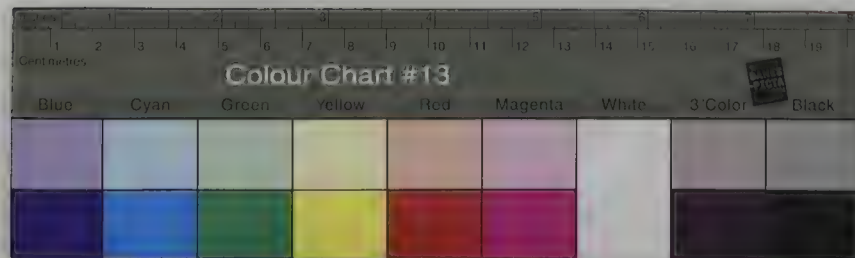 1 2 3 4 5 6 7 8
1 2 3 4 5 6 7 8 9 10 11 12 13 14 15 16 17 18 19
Centimetres
Colour Chart #13
Blue Cyan Green Yellow Red Magenta White 3'Color Black